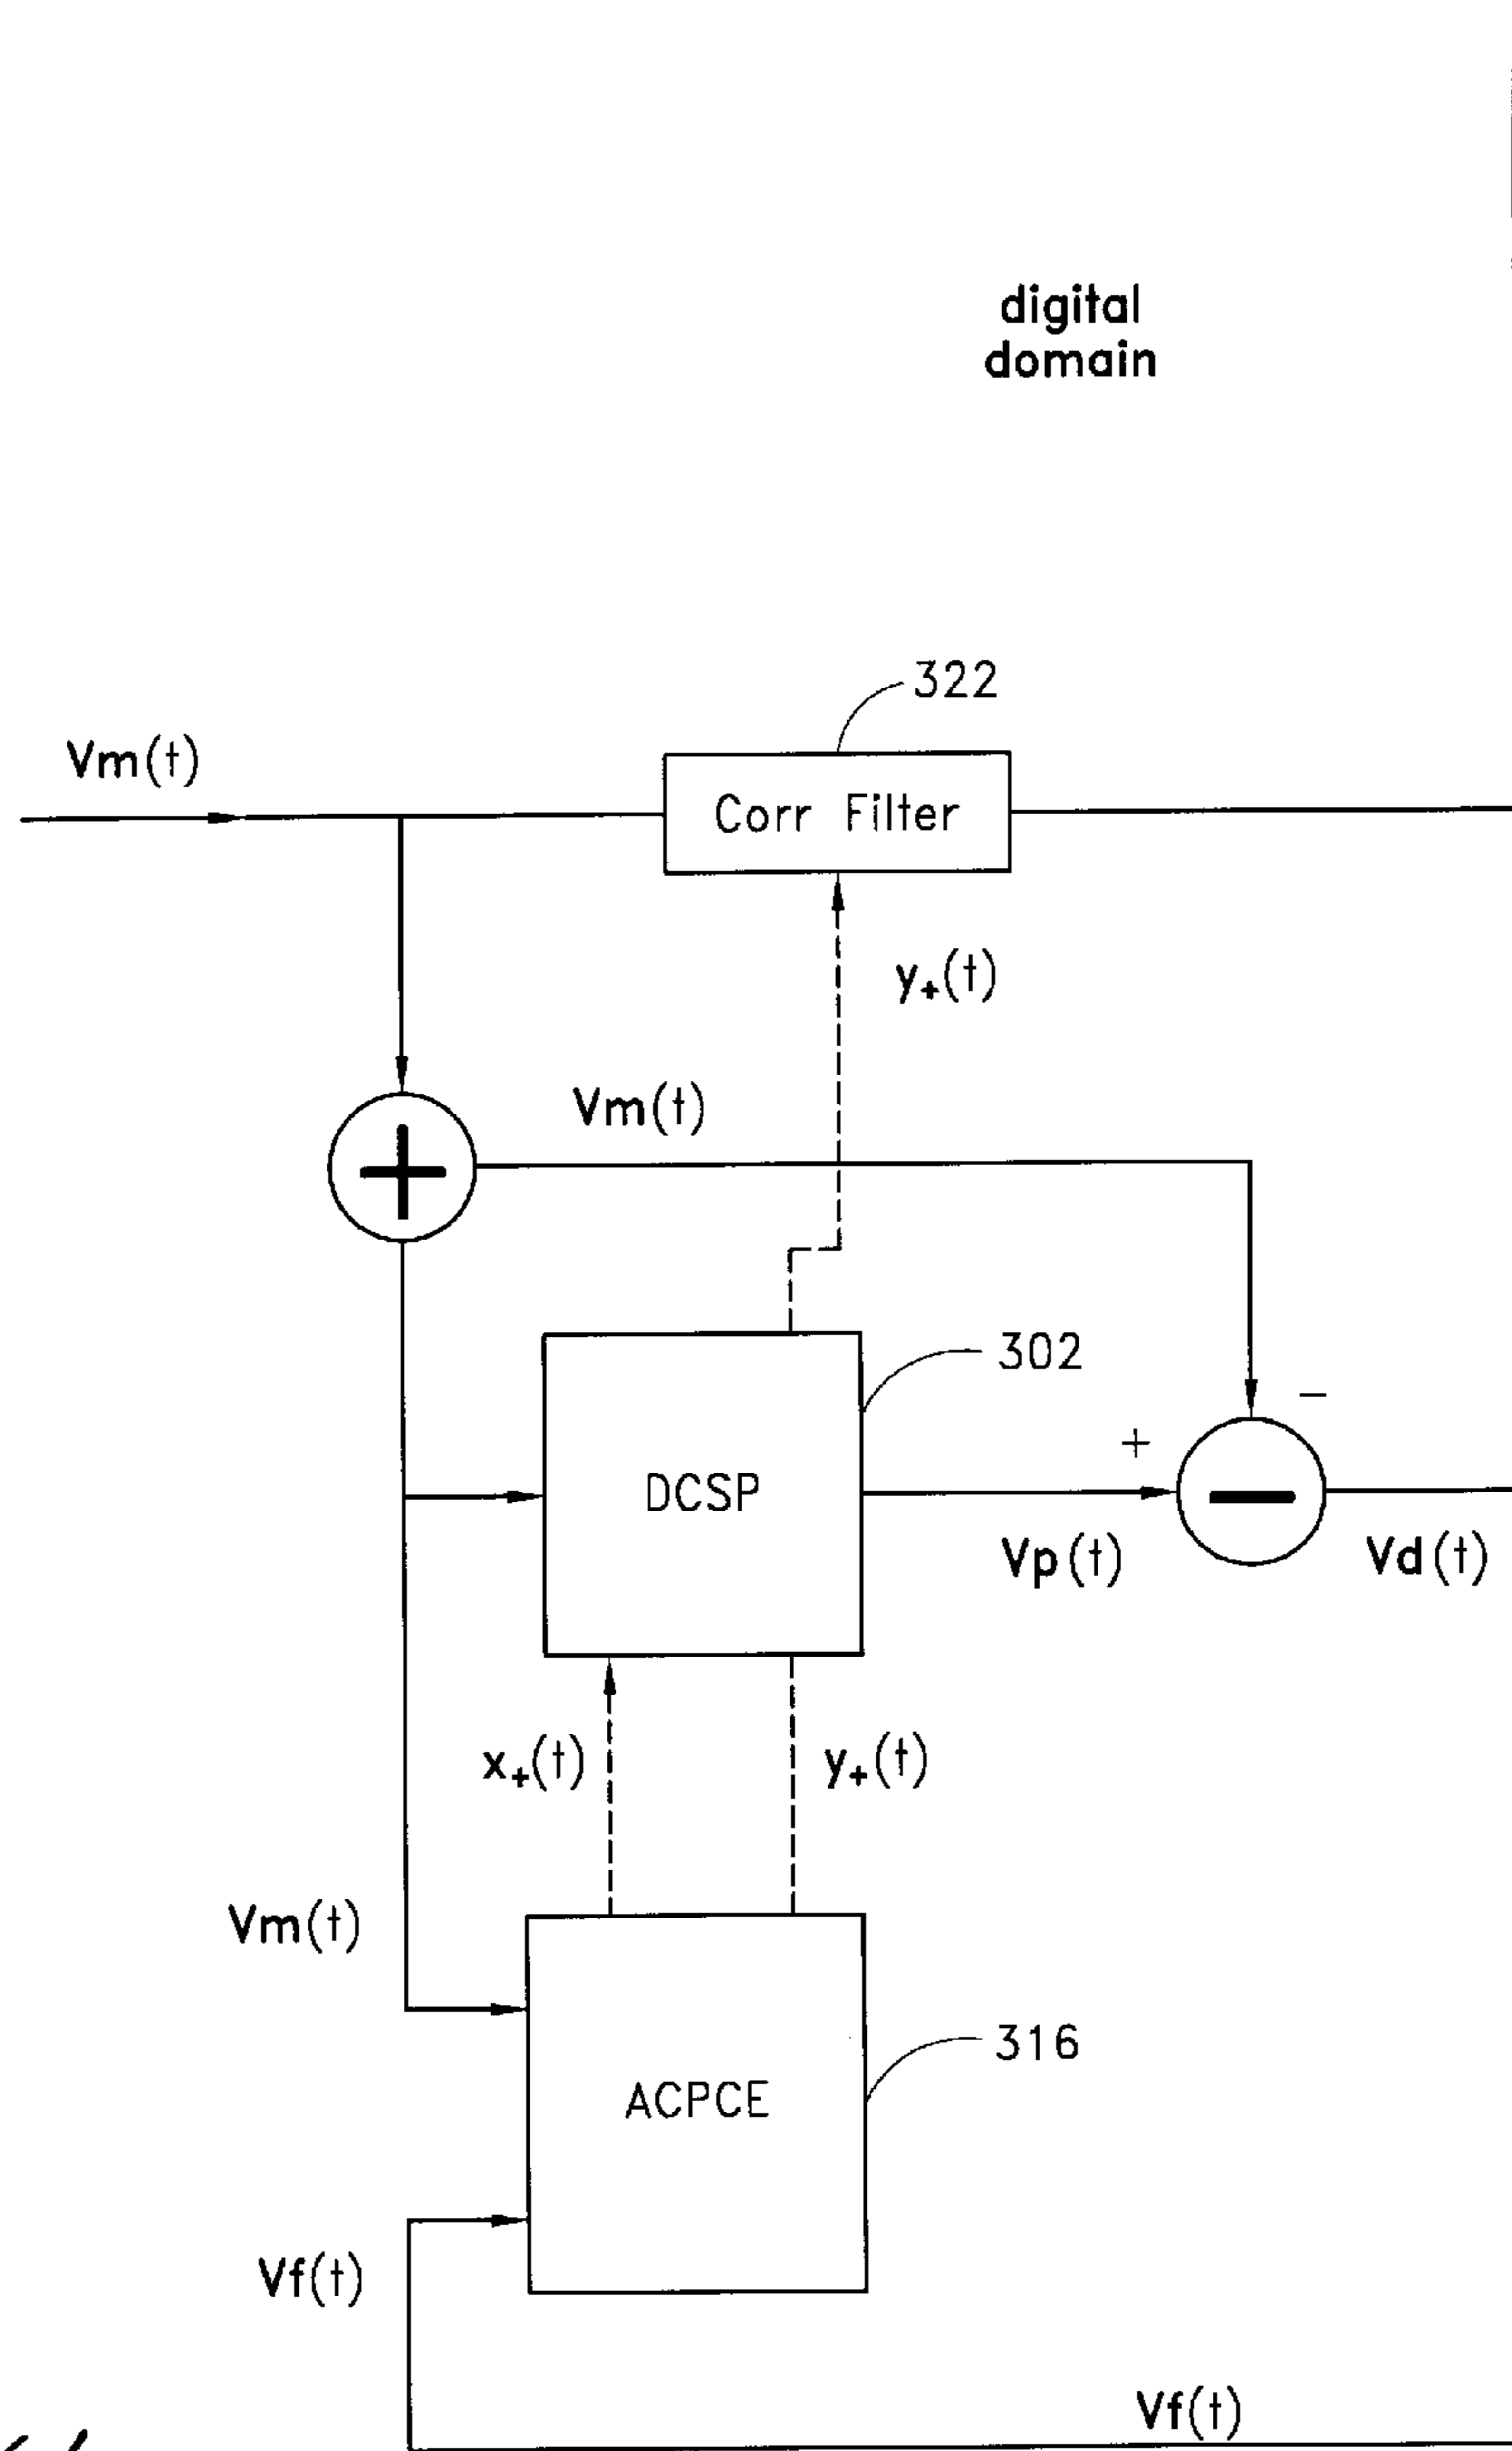 digital
domain
322
Vm(t)
Corr Filter
y+(t)
Vm(t)
302
−
+
DCSP
Vp(t)
Vd(t)
x+(t)
y+(t)
Vm(t)
316
ACPCE
Vf(t)
Vf(t)